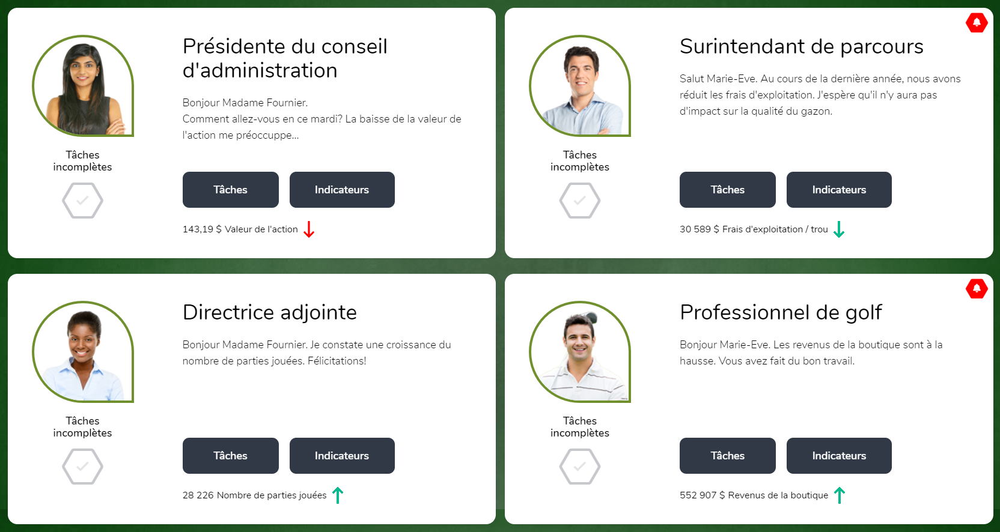 Présidente du conseil
d'administration
Bonjour Madame Fournier.
Comment allez-vous en ce mardi? La baisse de la valeur de
l'action me préoccuppe...
Tâches
incomplètes
Tâches
Indicateurs
143,19 $ Valeur de l'action
Surintendant de parcours
Salut Marie-Eve. Au cours de la dernière année, nous avons
réduit les frais d'exploitation. J'espère qu'il n'y aura pas
d'impact sur la qualité du gazon.
Tâches
incomplètes
Tâches
Indicateurs
30 589 $ Frais d'exploitation / trou
Directrice adjointe
Bonjour Madame Fournier. Je constate une croissance du
nombre de parties jouées. Félicitations!
Tâches
incomplètes
Tâches
Indicateurs
28 226 Nombre de parties jouées
Professionnel de golf
Bonjour Marie-Eve. Les revenus de la boutique sont à la
hausse. Vous avez fait du bon travail.
Tâches
incomplètes
Tâches
Indicateurs
552 907 $ Revenus de la boutique